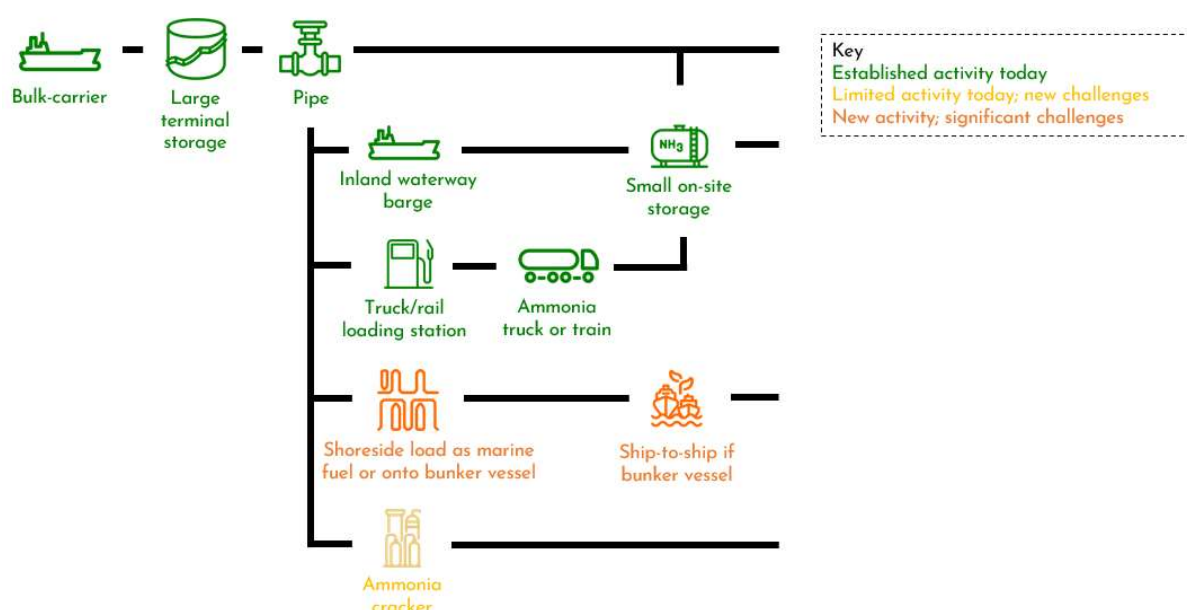 Bulk-carrier
Large
terminal
storage
Pipe
Key
Established activity today
Limited activity today; new challenges
New activity; significant challenges
Inland waterway
barge
NH3
Small on-site
storage
Truck/rail
loading station
Ammonia
truck or train
Shoreside load as marine
fuel or onto bunker vessel
Ship-to-ship if
bunker vessel
Ammonia
cracker